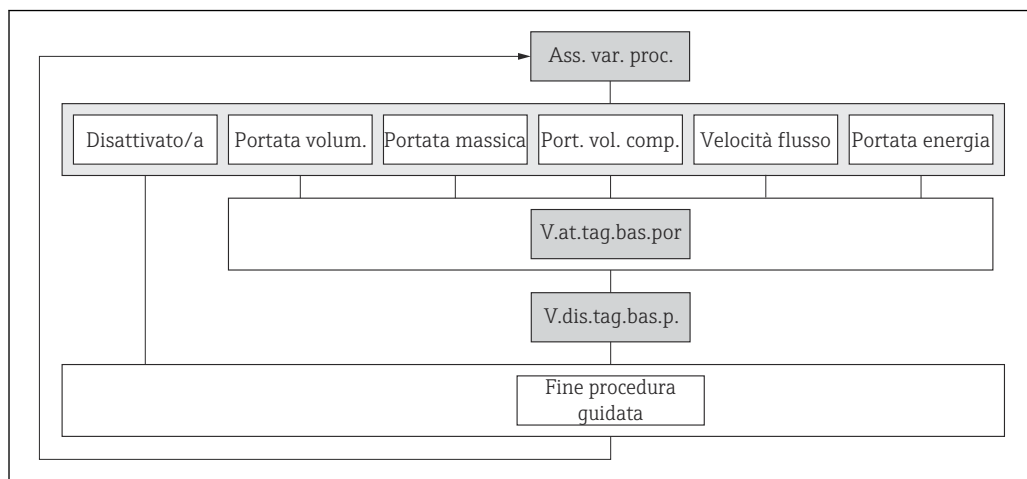 Ass. var. proc.
Disattivato/a
Portata volum.
Portata massica
Port. vol. comp.
Velocità flusso
Portata energia
V.at.tag.bas.por
V.dis.tag.bas.p.
Fine procedura
guidata